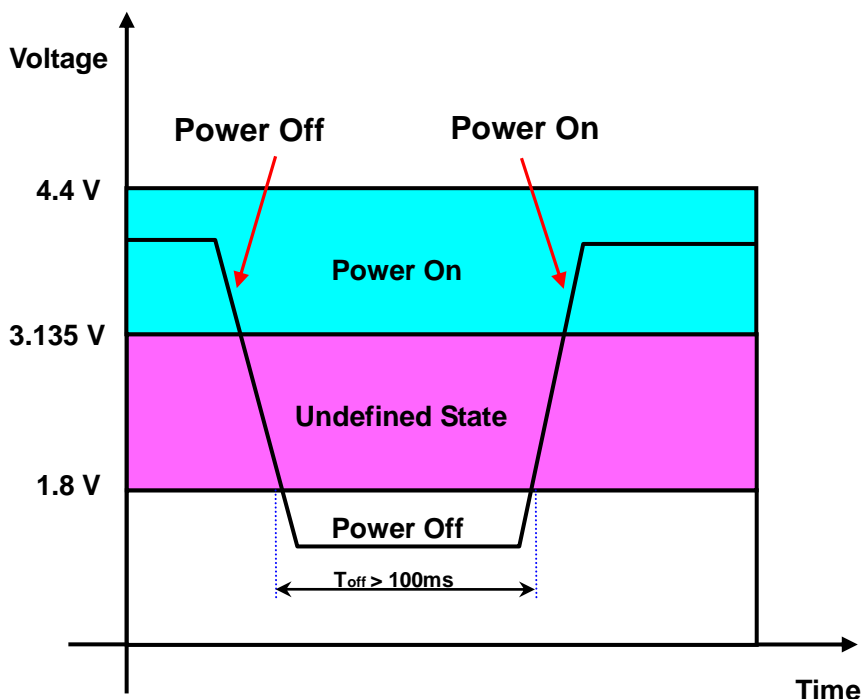 Voltage
Power Off
Power On
4.4 V
Power On
3.135 V
Undefined State
1.8 V
Power Off
Toff > 100ms
Time